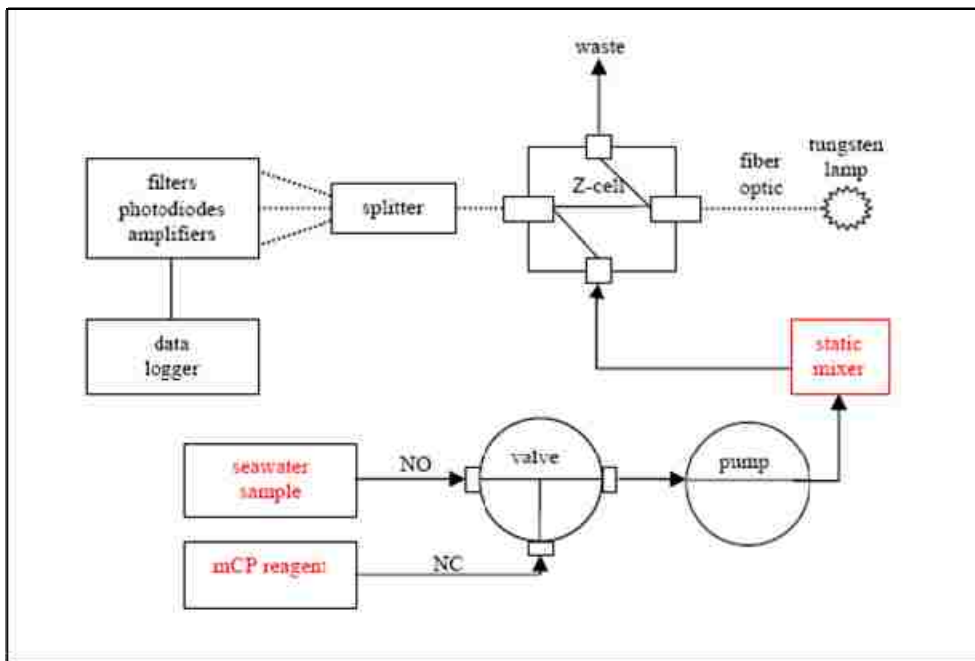 waste
tungsten
lamp
fiber
optic
Z-cell
filters
photodiodes
amplifiers
splitter
data
logger
static
mixer
seawater
sample
NO
valve
pump
mCP reagent
NC